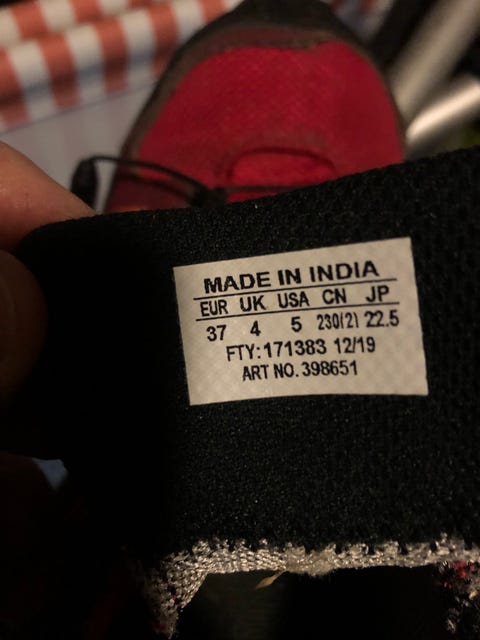 MADE IN INDIA
EUR UK USA CN JP
37 4 5 230(2) 22.5
FTY:171383 12/19
ART NO. 398651